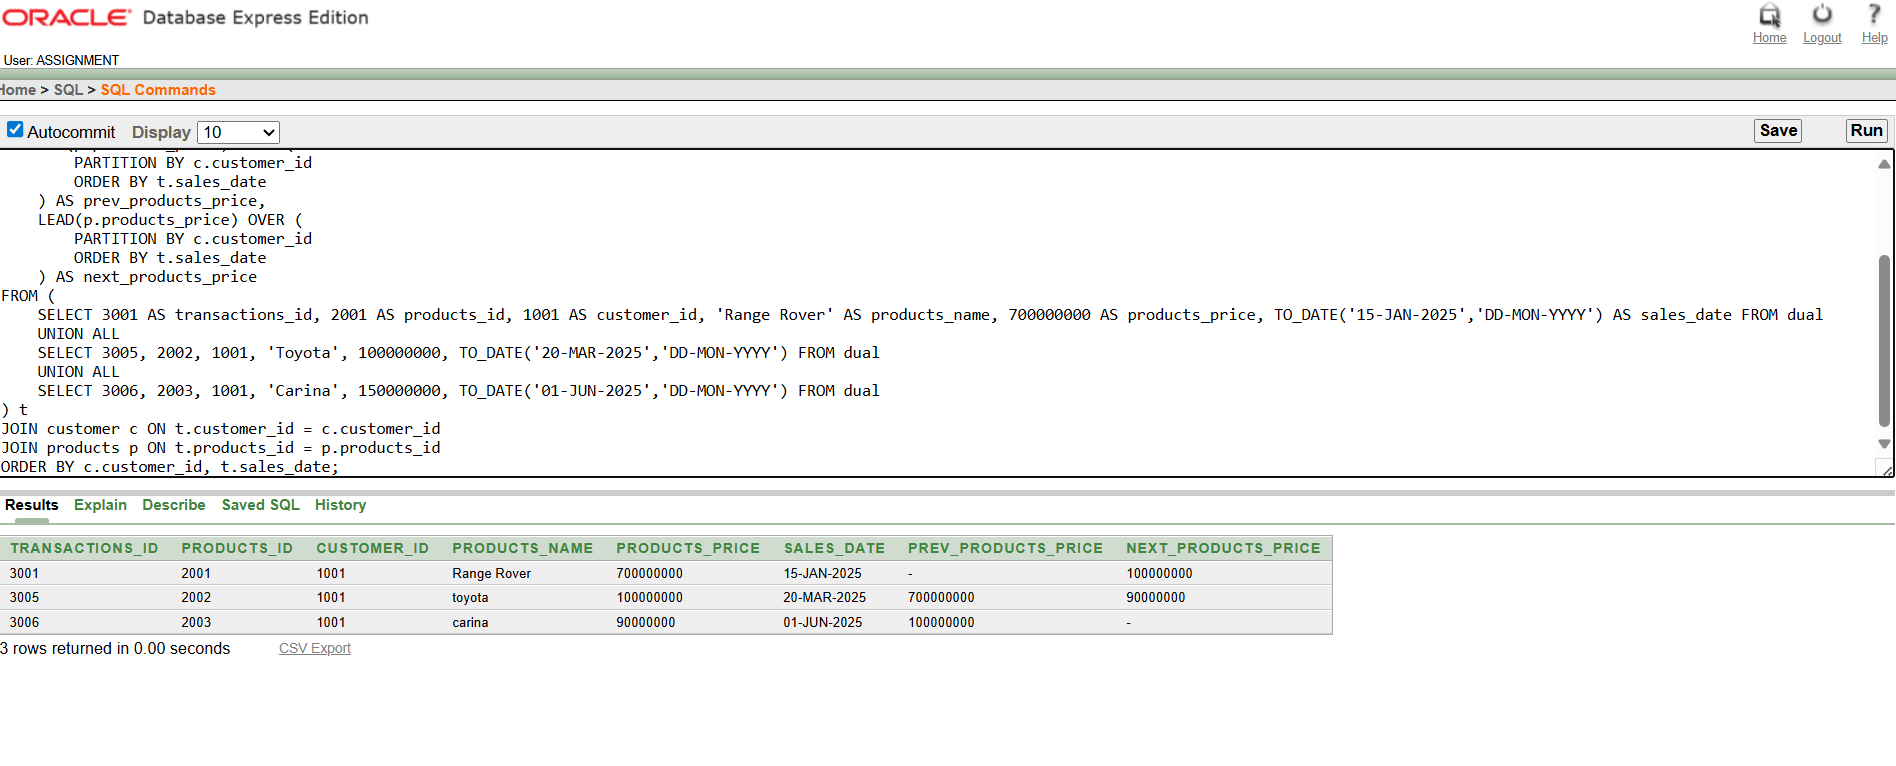 ORACLE® Database Express Edition
Home Logout Help
User: ASSIGNMENT
Home > SQL > SQL Commands
Autocommit Display 10 Save Run
PARTITION BY c.customer_id
ORDER BY t.sales_date
) AS prev_products_price,
LEAD(p.products_price) OVER (
PARTITION BY c.customer_id
ORDER BY t.sales_date
) AS next_products_price
FROM (
SELECT 3001 AS transactions_id, 2001 AS products_id, 1001 AS customer_id, 'Range Rover' AS products_name, 700000000 AS products_price, TO_DATE('15-JAN-2025','DD-MON-YYYY') AS sales_date FROM dual
UNION ALL
SELECT 3005, 2002, 1001, 'Toyota', 100000000, TO_DATE('20-MAR-2025','DD-MON-YYYY') FROM dual
UNION ALL
SELECT 3006, 2003, 1001, 'Carina', 150000000, TO_DATE('01-JUN-2025','DD-MON-YYYY') FROM dual
) t
JOIN customer c ON t.customer_id = c.customer_id
JOIN products p ON t.products_id = p.products_id
ORDER BY c.customer_id, t.sales_date;
Results Explain Describe Saved SQL History
TRANSACTIONS_ID PRODUCTS_ID CUSTOMER_ID PRODUCTS_NAME PRODUCTS_PRICE SALES_DATE PREV_PRODUCTS_PRICE NEXT_PRODUCTS_PRICE
3001 2001 1001 Range Rover 700000000 15-JAN-2025 - 100000000
3005 2002 1001 toyota 100000000 20-MAR-2025 700000000 90000000
3006 2003 1001 carina 90000000 01-JUN-2025 100000000 -
3 rows returned in 0.00 seconds CSV Export